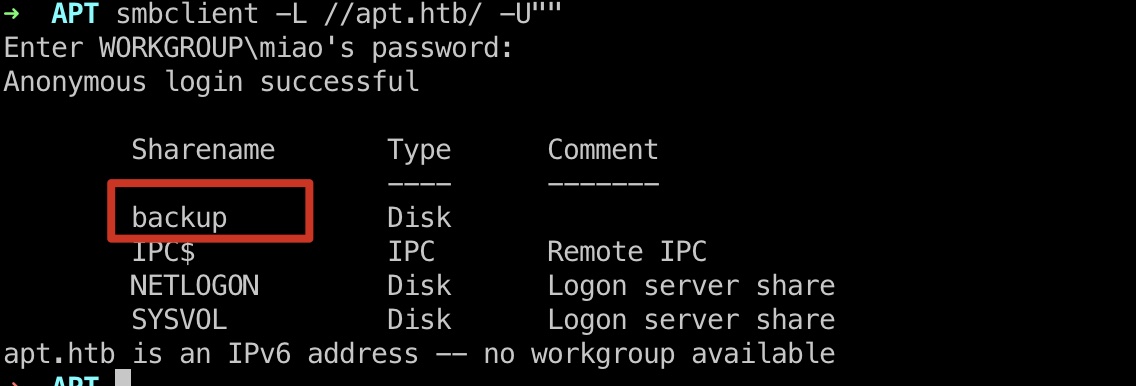 → APT smbclient -L //apt.htb/ -U""
Enter WORKGROUP\miao's password:
Anonymous login successful
Sharename Type Comment
---- -------
backup Disk
IPC$ IPC Remote IPC
NETLOGON Disk Logon server share
SYSVOL Disk Logon server share
apt.htb is an IPv6 address -- no workgroup available
→ APT